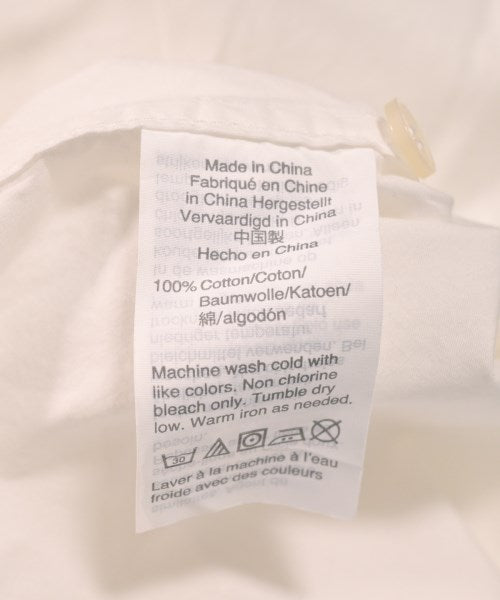 Made in China
Fabriqué en Chine
in China Hergestellt
Vervaardigd in China
中国製
Hecho en China
100% Cotton/Coton/
Baumwolle/Katoen/
綿/algodón
Machine wash cold with
like colors. Non chlorine
bleach only. Tumble dry
low. Warm iron as needed.
30
Laver à la machine à l'eau
froide avec des couleurs